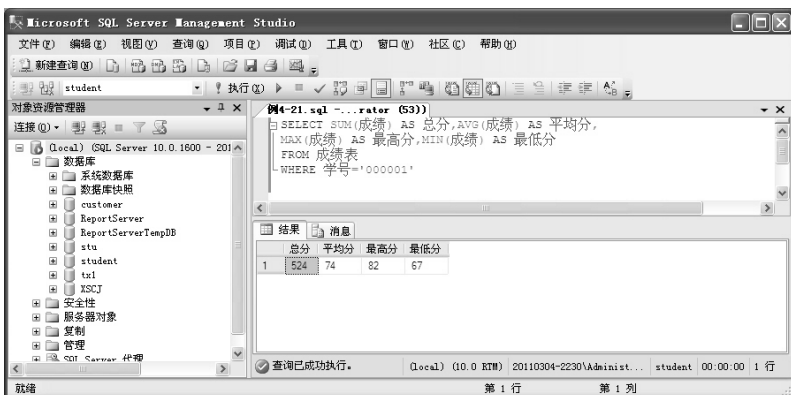 Microsoft SQL Server Management Studio
文件(F) 编辑(E) 视图(V) 查询(Q) 项目(P) 调试(D) 工具(T) 窗口(W) 社区(C) 帮助(H)
新建查询(N)
student 执行(X)
对象资源管理器
连接(O)
(local) (SQL Server 10.0.1600 - 201
数据库
系统数据库
数据库快照
customer
ReportServer
ReportServerTempDB
stu
student
tx1
XSCJ
安全性
服务器对象
复制
管理
SQL Server 代理
例4-21.sql -...rator (53))
SELECT SUM(成绩) AS 总分,AVG(成绩) AS 平均分,
MAX(成绩) AS 最高分,MIN(成绩) AS 最低分
FROM 成绩表
WHERE 学号='000001'
结果 消息
总分 平均分 最高分 最低分
1 524 74 82 67
查询已成功执行。 (local) (10.0 RTM) 20110304-2230\Administ... student 00:00:00 1 行
就绪 第 1 行 第 1 列